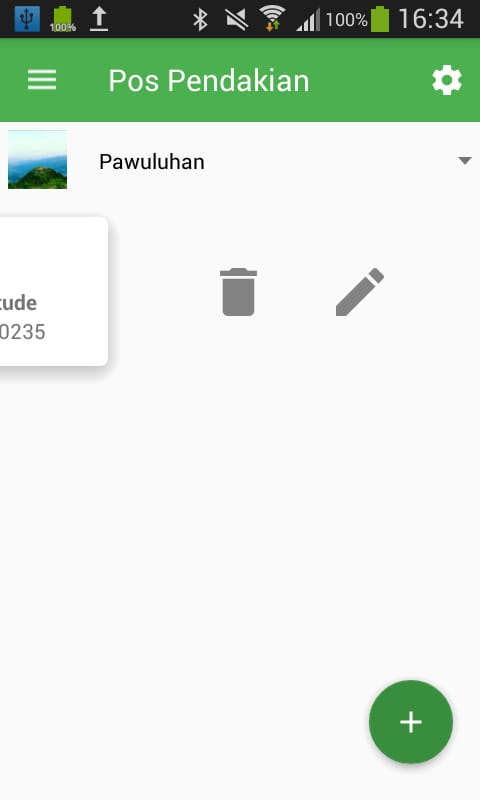 100%
100%
16:34
Pos Pendakian
Pawuluhan
tude
0235